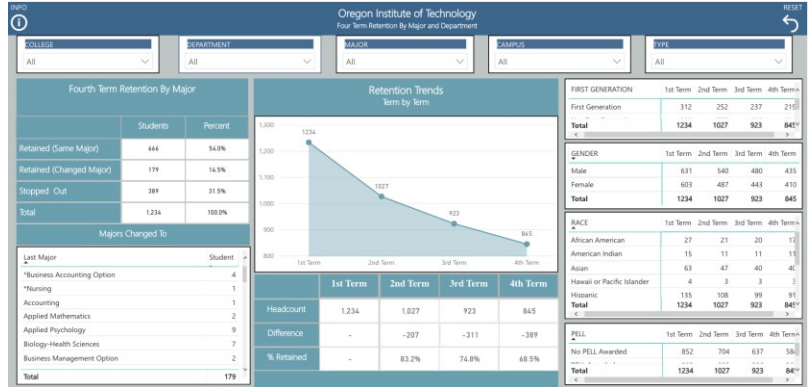 INFO
Oregon Institute of Technology
Four Term Retention By Major and Department
RESET
COLLEGE DEPARTMENT MAJOR CAMPUS TYPE
All All All All All
Fourth Term Retention By Major
Students Percent
Retained (Same Major) 666 54.0%
Retained (Changed Major) 179 14.5%
Stopped Out 389 31.5%
Total 1,234 100.0%
Majors Changed To
Last Major Student
*Business Accounting Option 4
*Nursing 1
Accounting 1
Applied Mathematics 2
Applied Psychology 9
Biology-Health Sciences 7
Business Management Option 2
Total 179
Retention Trends
Term by Term
1,300
1,200
1,100
1,000
900
800
1234
1027
923
845
1st Term 2nd Term 3rd Term 4th Term
1st Term 2nd Term 3rd Term 4th Term
Headcount 1,234 1,027 923 845
Difference - -207 -311 -389
% Retained - 83.2% 74.8% 68.5%
FIRST GENERATION 1st Term 2nd Term 3rd Term 4th Term
First Generation 312 252 237 219
Total 1234 1027 923 845
GENDER 1st Term 2nd Term 3rd Term 4th Term
Male 631 540 480 435
Female 603 487 443 410
Total 1234 1027 923 845
RACE 1st Term 2nd Term 3rd Term 4th Term
African American 27 21 20
American Indian 15 11 11
Asian 63 47 40
Hawaii or Pacific Islander 4 3 3
Hispanic 135 108 99
Total 1234 1027 923 845
PELL 1st Term 2nd Term 3rd Term 4th Term
No PELL Awarded 852 704 637
Total 1234 1027 923